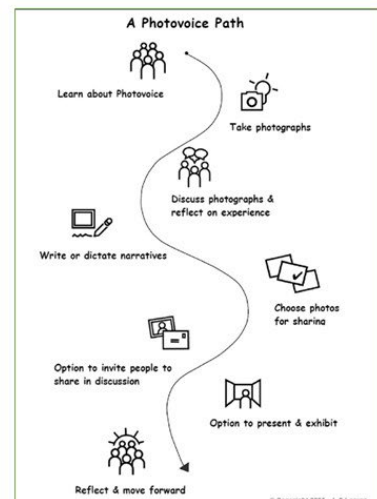 A Photovoice Path
Learn about Photovoice
Take photographs
Discuss photographs &
reflect on experience
Write or dictate narratives
Choose photos
for sharing
Option to invite people to
share in discussion
Option to present & exhibit
Reflect & move forward